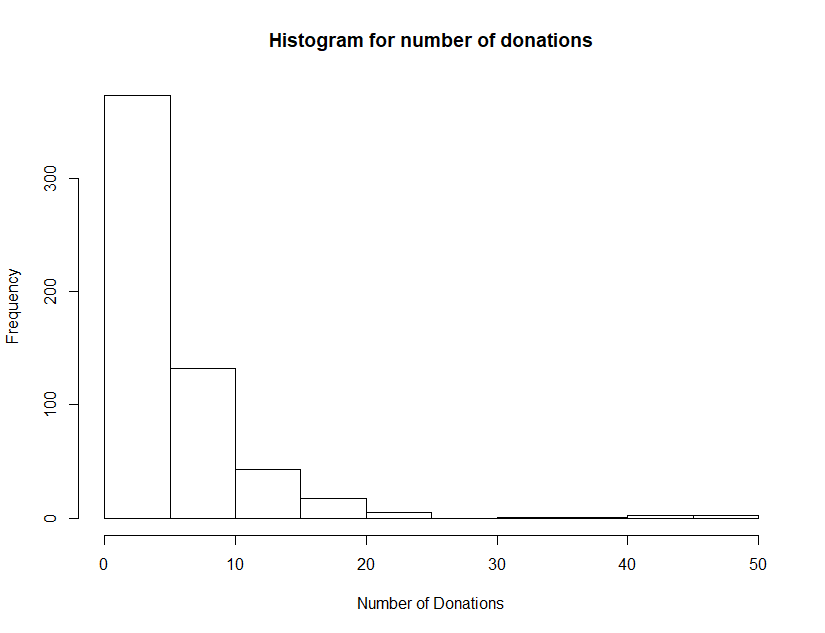 Histogram for number of donations
Frequency
300
200
100
0
0 10 20 30 40 50
Number of Donations